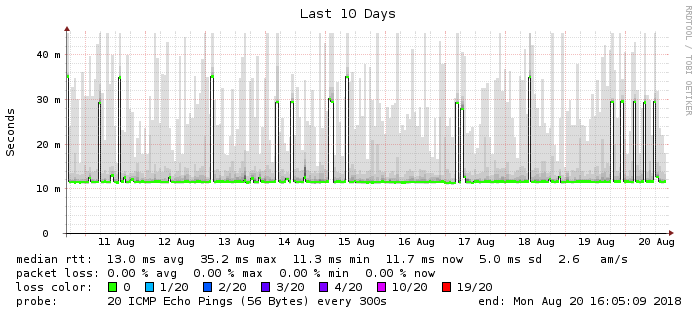 Last 10 Days
RRDTOOL / TOBI OETIKER
Seconds
40 m
30 m
20 m
10 m
0
11 Aug 12 Aug 13 Aug 14 Aug 15 Aug 16 Aug 17 Aug 18 Aug 19 Aug 20 Aug
median rtt: 13.0 ms avg 35.2 ms max 11.3 ms min 11.7 ms now 5.0 ms sd 2.6 am/s
packet loss: 0.00 % avg 0.00 % max 0.00 % min 0.00 % now
loss color: 0 1/20 2/20 3/20 4/20 10/20 19/20
probe: 20 ICMP Echo Pings (56 Bytes) every 300s end: Mon Aug 20 16:05:09 2018